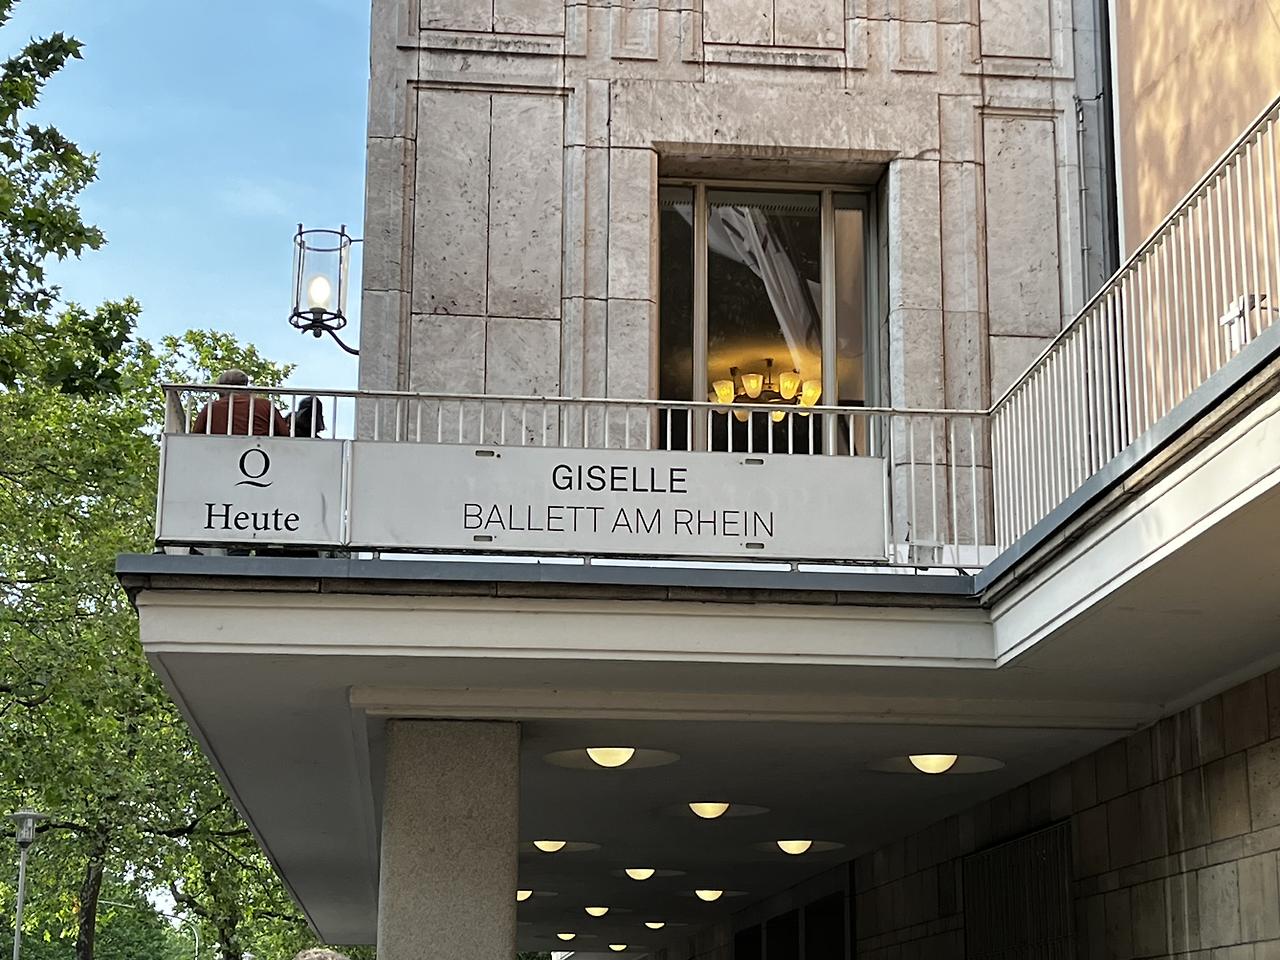 Ȯ
Heute
GISELLE
BALLETT AM RHEIN